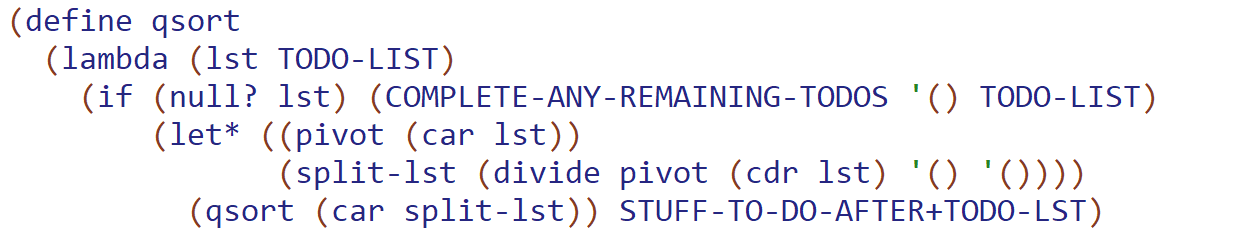 (define qsort
(lambda (lst TODO-LIST)
(if (null? lst) (COMPLETE-ANY-REMAINING-TODOS '() TODO-LIST)
(let* ((pivot (car lst))
(split-lst (divide pivot (cdr lst) '() '())))
(qsort (car split-lst)) STUFF-TO-DO-AFTER+TODO-LST)